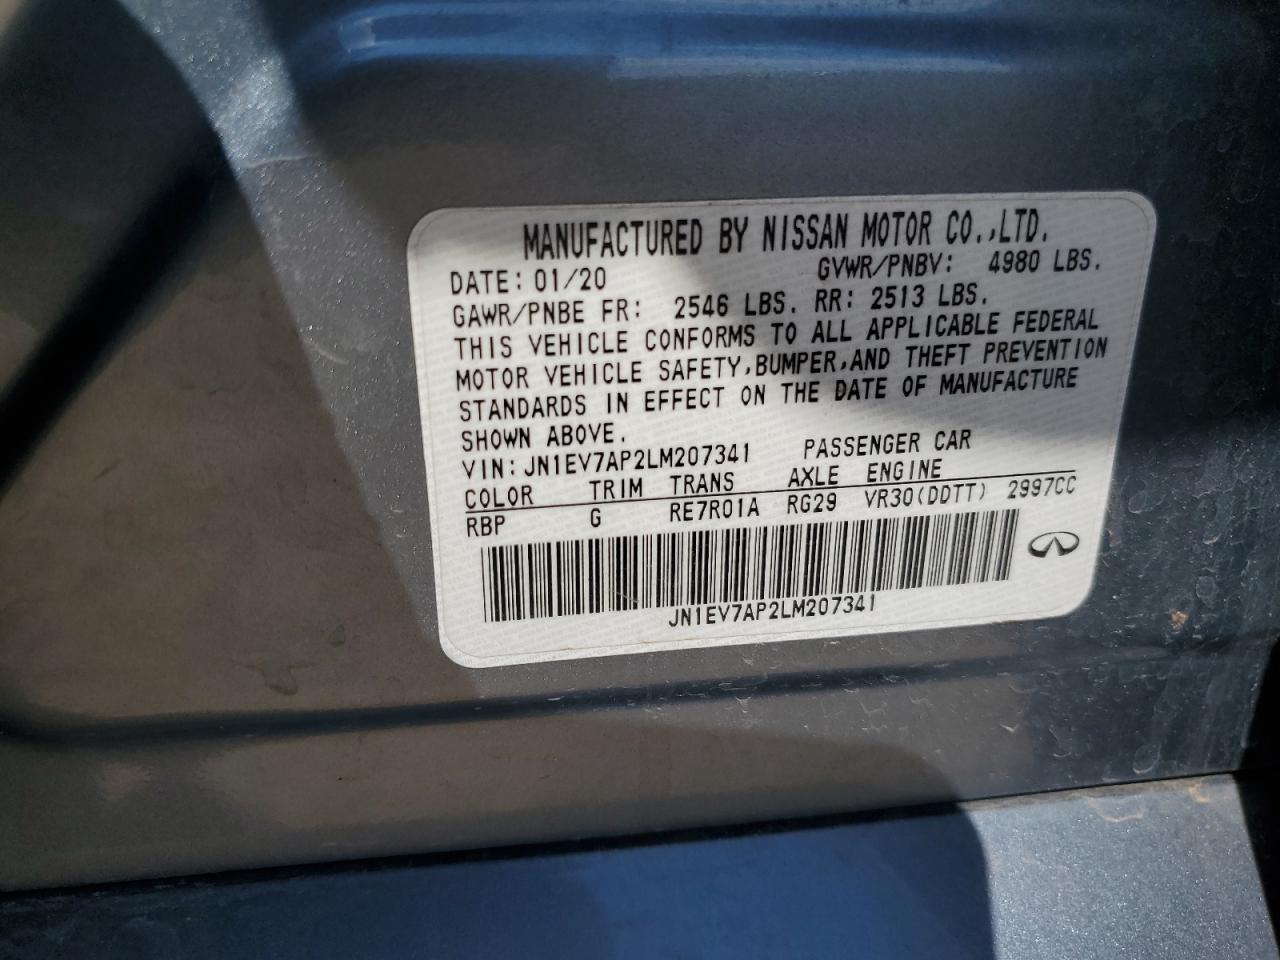 MANUFACTURED BY NISSAN MOTOR CO.,LTD.
DATE: 01/20 GVWR/PNBV: 4980 LBS.
GAWR/PNBE FR: 2546 LBS. RR: 2513 LBS.
THIS VEHICLE CONFORMS TO ALL APPLICABLE FEDERAL
MOTOR VEHICLE SAFETY,BUMPER,AND THEFT PREVENTION
STANDARDS IN EFFECT ON THE DATE OF MANUFACTURE
SHOWN ABOVE.
VIN: JN1EV7AP2LM207341 PASSENGER CAR
COLOR TRIM TRANS AXLE ENGINE
RBP G RE7R01A RG29 VR30(DDTT) 2997CC
JN1EV7AP2LM207341